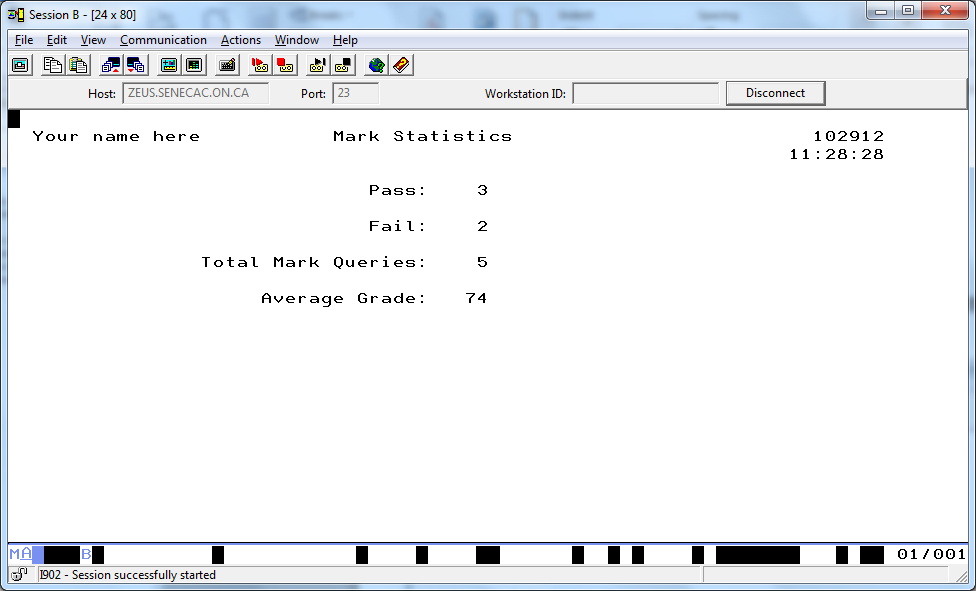 Session B - [24 x 80]
File Edit View Communication Actions Window Help
Host: ZEUS.SENECAC.ON.CA Port: 23 Workstation ID: Disconnect
Your name here Mark Statistics 102912
11:28:28
Pass: 3
Fail: 2
Total Mark Queries: 5
Average Grade: 74
MA B 01/001
I902 - Session successfully started